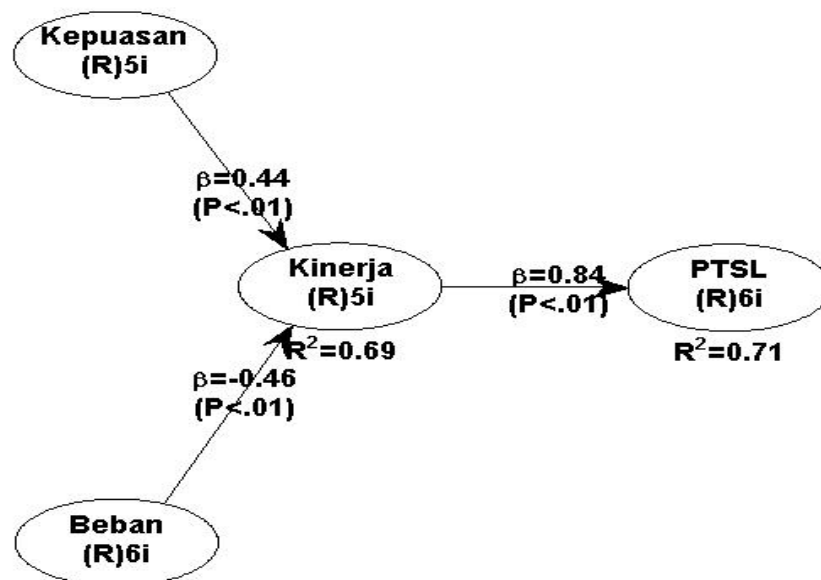 Kepuasan
(R)5i
β=0.44
(P<.01)
Kinerja
(R)5i
R²=0.69
β=0.84
(P<.01)
PTSL
(R)6i
R²=0.71
β=-0.46
(P<.01)
Beban
(R)6i